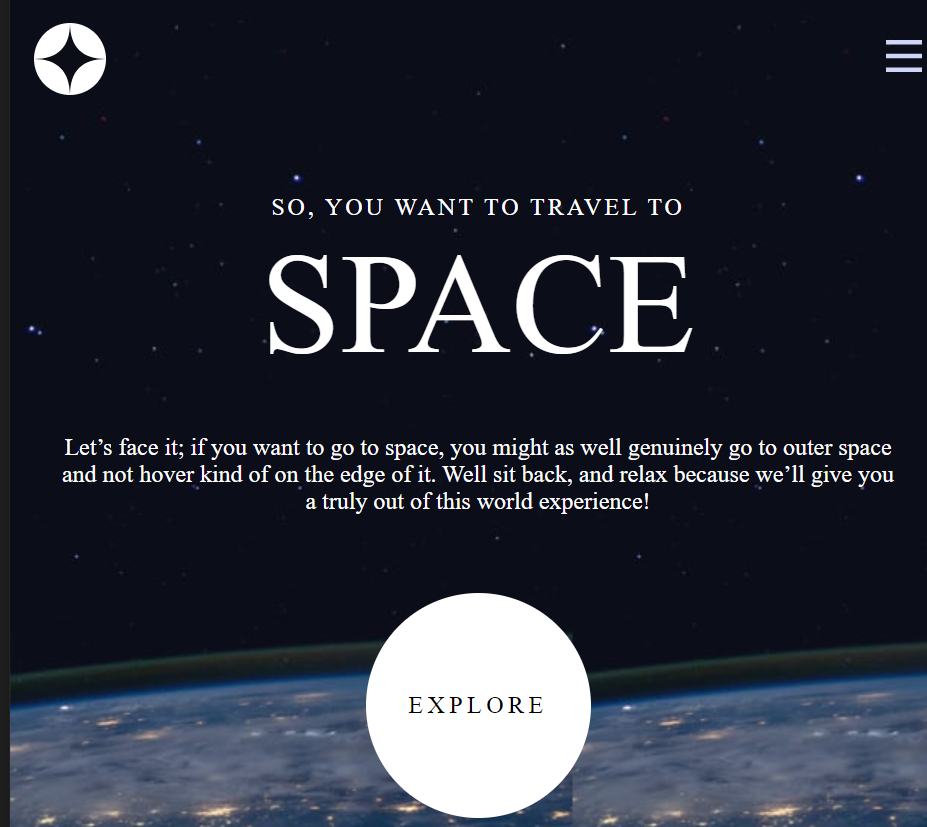 SO, YOU WANT TO TRAVEL TO
SPACE
Let’s face it; if you want to go to space, you might as well genuinely go to outer space
and not hover kind of on the edge of it. Well sit back, and relax because we’ll give you
a truly out of this world experience!
EXPLORE